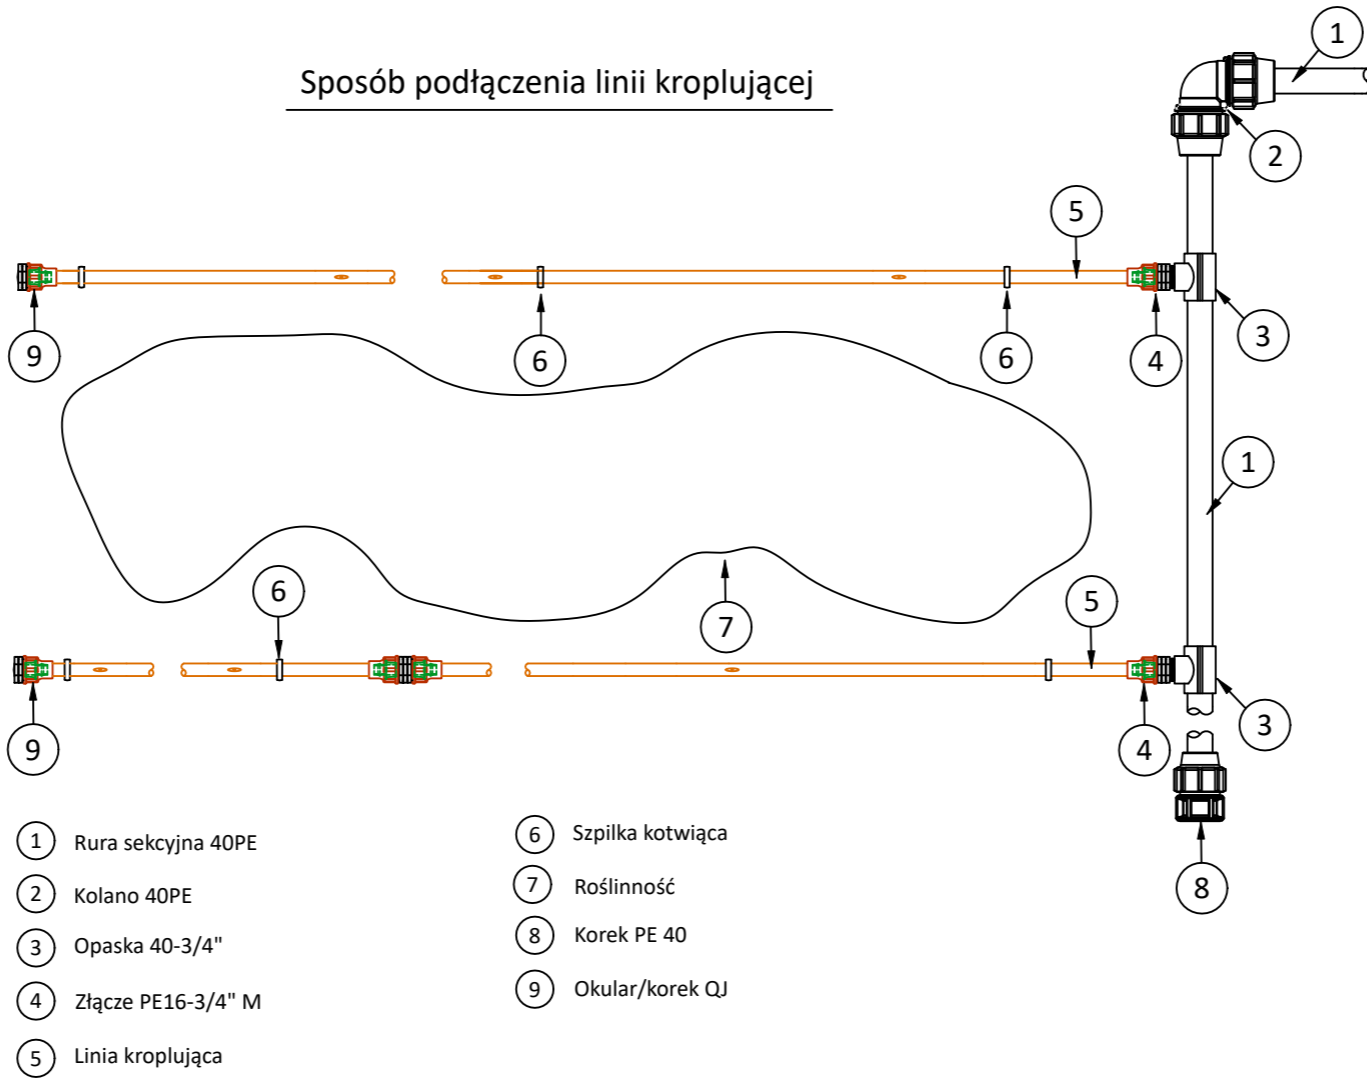 1
Sposób podłączenia linii kroplującej
2
5
3
9
6
6
4
1
6
5
7
9
4
3
8
1 Rura sekcyjna 40PE
2 Kolano 40PE
3 Opaska 40-3/4"
4 Złącze PE16-3/4" M
5 Linia kroplująca
6 Szpilka kotwiąca
7 Roślinność
8 Korek PE 40
9 Okular/korek QJ